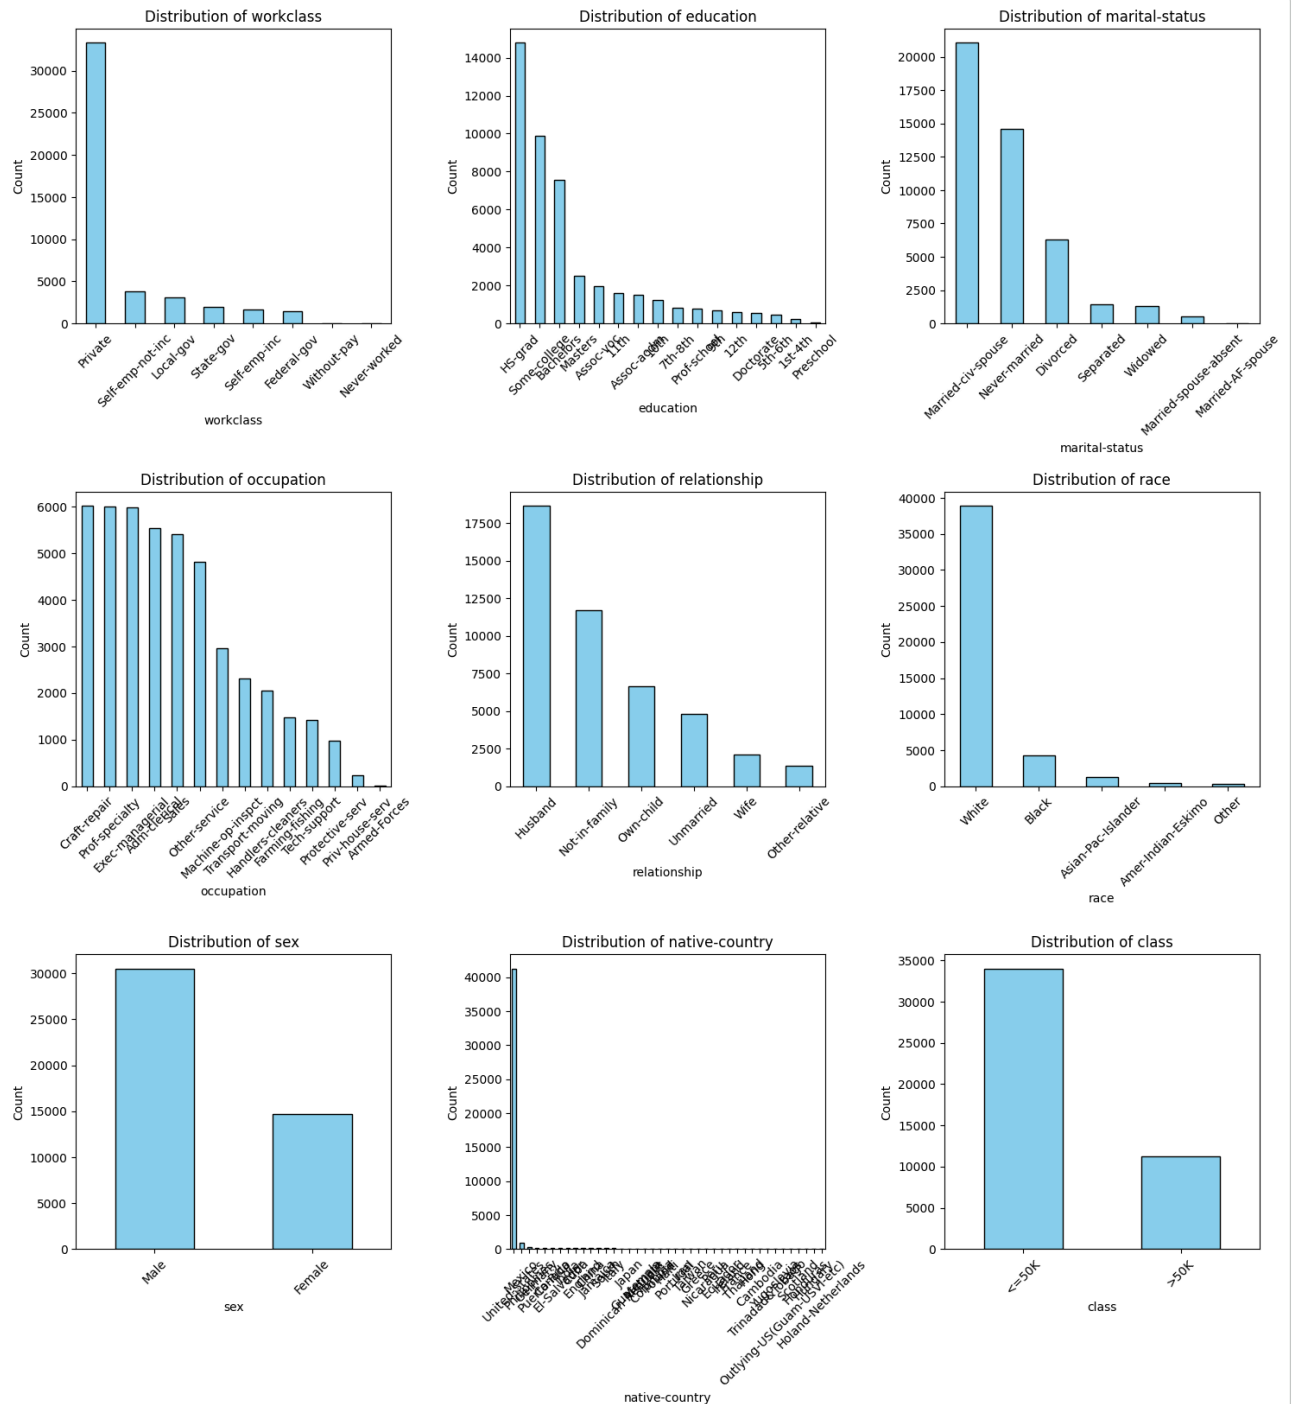 Distribution of workclass
Count
35000
30000
25000
20000
15000
10000
5000
0
Private
Self-emp-not-inc
Local-gov
State-gov
Self-emp-inc
Federal-gov
Without-pay
Never-worked
workclass
Distribution of education
Count
14000
12000
10000
8000
6000
4000
2000
0
HS-grad
Some-college
Bachelors
Masters
Assoc-voc
11th
Assoc-acdm
10th
7th-8th
Prof-school
9th
12th
Doctorate
5th-6th
1st-4th
Preschool
education
Distribution of marital-status
Count
20000
17500
15000
12500
10000
7500
5000
2500
0
Married-civ-spouse
Never-married
Divorced
Separated
Widowed
Married-spouse-absent
Married-AF-spouse
marital-status
Distribution of occupation
Count
6000
5000
4000
3000
2000
1000
0
Craft-repair
Prof-specialty
Exec-managerial
Adm-clerical
Sales
Other-service
Machine-op-inspct
Transport-moving
Handlers-cleaners
Farming-fishing
Tech-support
Protective-serv
Priv-house-serv
Armed-Forces
occupation
Distribution of relationship
Count
17500
15000
12500
10000
7500
5000
2500
0
Husband
Not-in-family
Own-child
Unmarried
Wife
Other-relative
relationship
Distribution of race
Count
40000
35000
30000
25000
20000
15000
10000
5000
0
White
Black
Asian-Pac-Islander
Amer-Indian-Eskimo
Other
race
Distribution of sex
Count
30000
25000
20000
15000
10000
5000
0
Male
Female
sex
Distribution of native-country
Count
40000
35000
30000
25000
20000
15000
10000
5000
0
Mexico
El-Salvador
England
Japan
Nicaragua
Greece
Thailand
Cambodia
Outlying-US(Guam-USVI-etc)
Holand-Netherlands
native-country
Distribution of class
Count
35000
30000
25000
20000
15000
10000
5000
0
<=50K
>50K
class